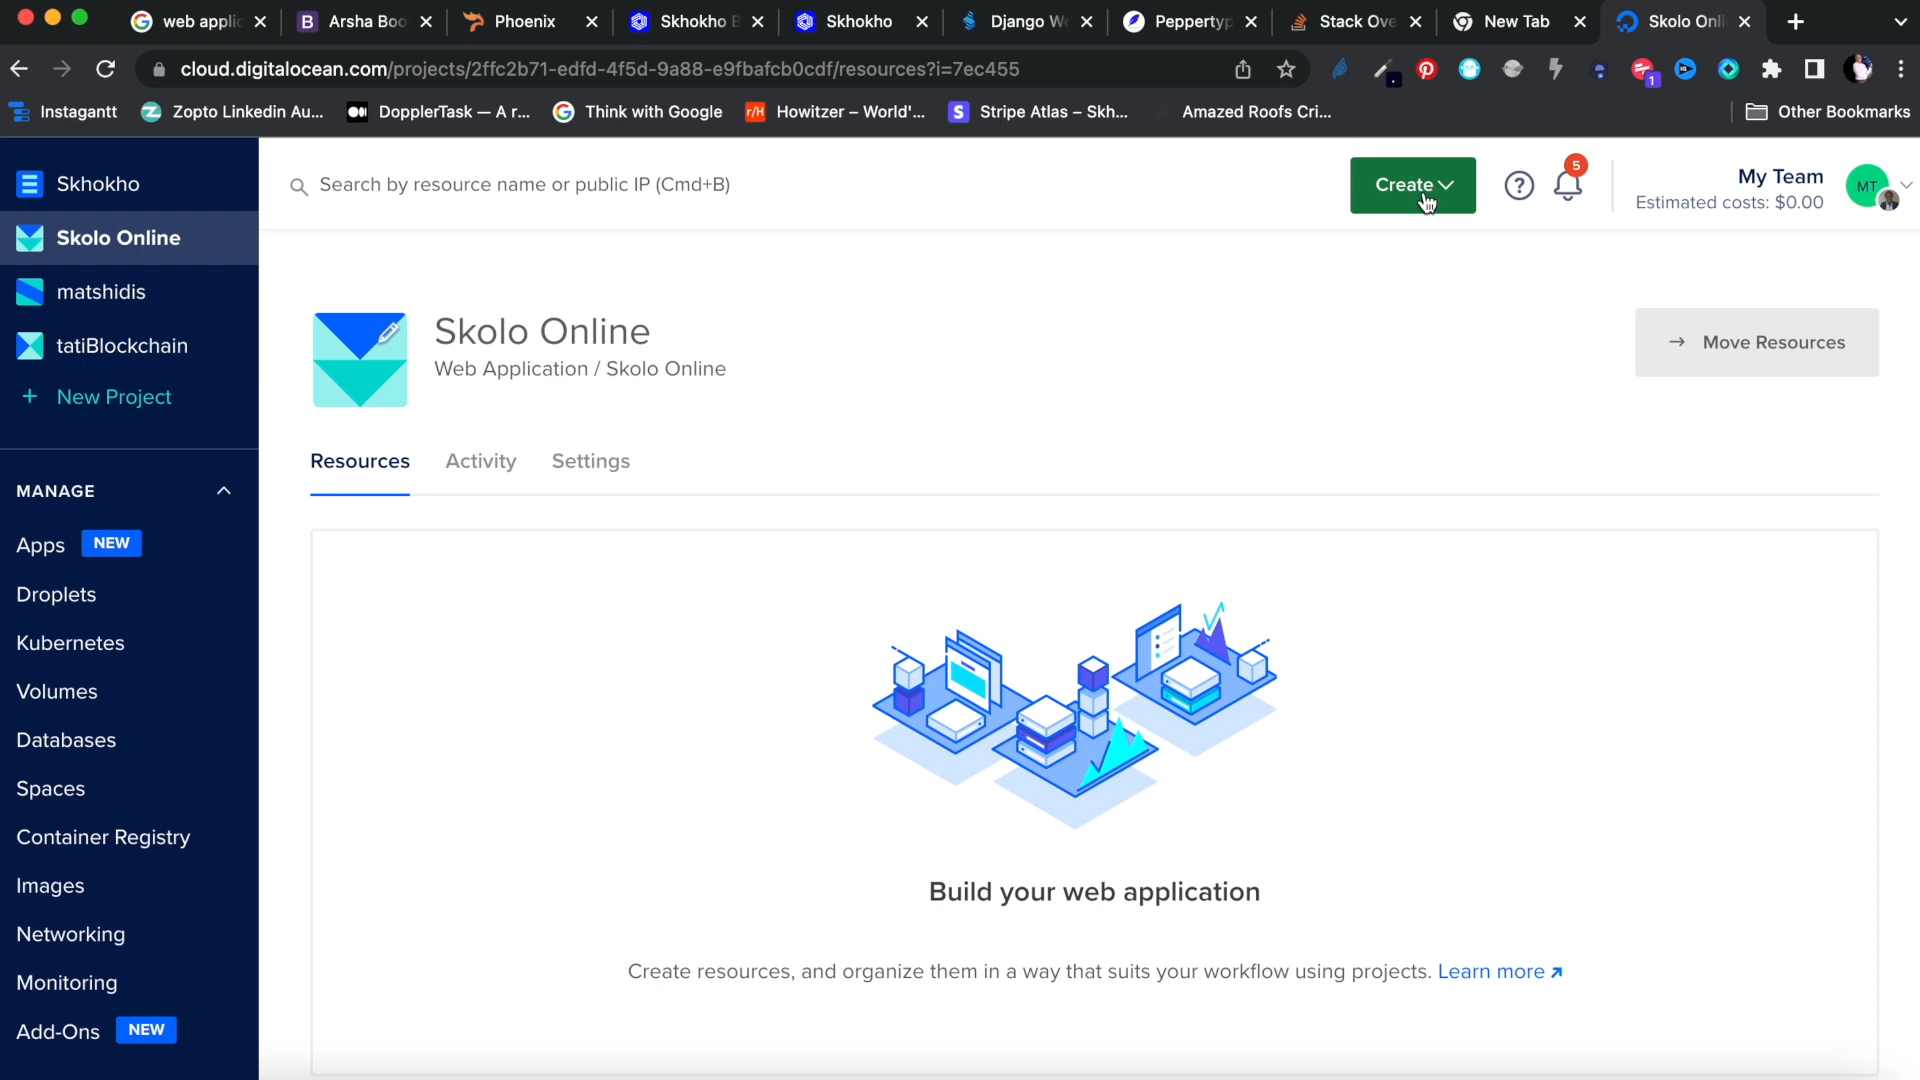 web applic
Arsha Boo
Phoenix
Skhokho B
Skhokho
Django We
Peppertyp
Stack Ove
New Tab
Skolo Onli
cloud.digitalocean.com/projects/2ffc2b71-edfd-4f5d-9a88-e9fbafcb0cdf/resources?i=7ec455
1
Instagantt
Zopto Linkedin Au...
DopplerTask — A r...
Think with Google
r/H Howitzer – World'...
S Stripe Atlas – Skh...
Amazed Roofs Cri...
Other Bookmarks
Skhokho
Skolo Online
matshidis
tatiBlockchain
+ New Project
MANAGE
Apps NEW
Droplets
Kubernetes
Volumes
Databases
Spaces
Container Registry
Images
Networking
Monitoring
Add-Ons NEW
Search by resource name or public IP (Cmd+B)
Create
?
5
My Team
Estimated costs: $0.00
MT
Skolo Online
Web Application / Skolo Online
→ Move Resources
Resources
Activity
Settings
Build your web application
Create resources, and organize them in a way that suits your workflow using projects. Learn more